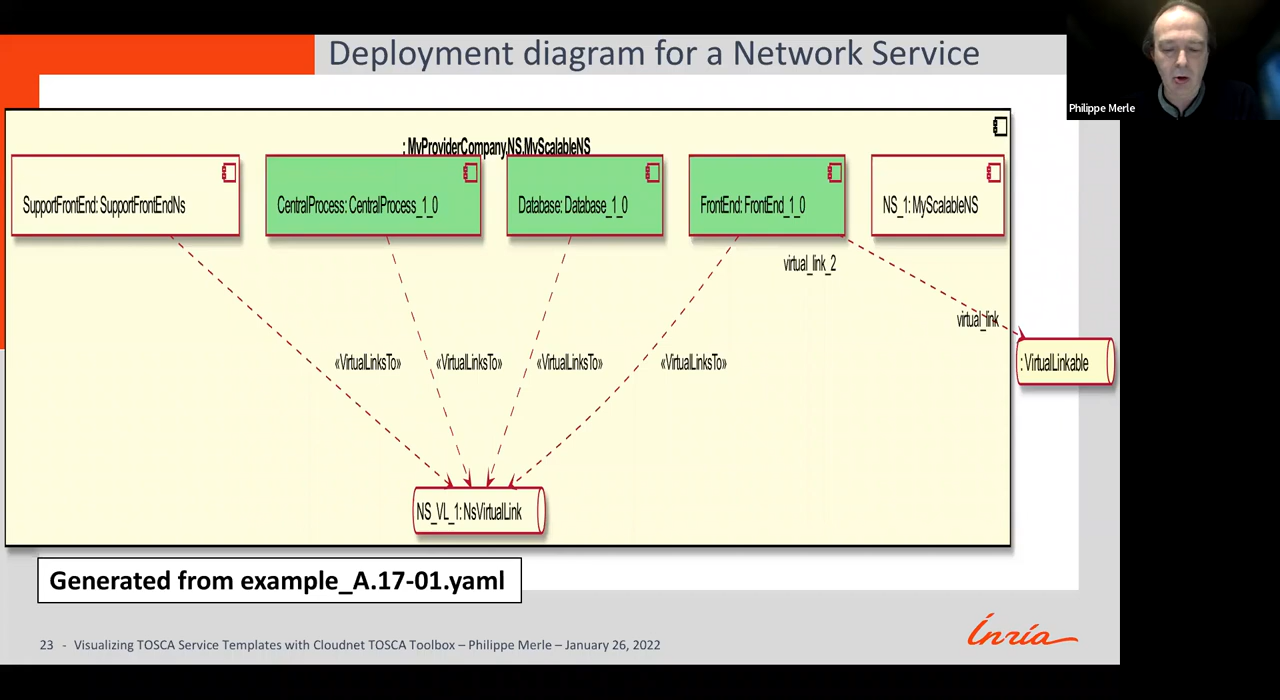 Deployment diagram for a Network Service
Philippe Merle
: MyProviderCompany.NS.MyScalableNS
SupportFrontEnd: SupportFrontEndNs
CentralProcess: CentralProcess_1_0
Database: Database_1_0
FrontEnd: FrontEnd_1_0
NS_1: MyScalableNS
virtual_link_2
virtual_link
«VirtualLinksTo»
«VirtualLinksTo»
«VirtualLinksTo»
«VirtualLinksTo»
: VirtualLinkable
NS_VL_1: NsVirtualLink
Generated from example_A.17-01.yaml
23 - Visualizing TOSCA Service Templates with Cloudnet TOSCA Toolbox – Philippe Merle – January 26, 2022
Inria